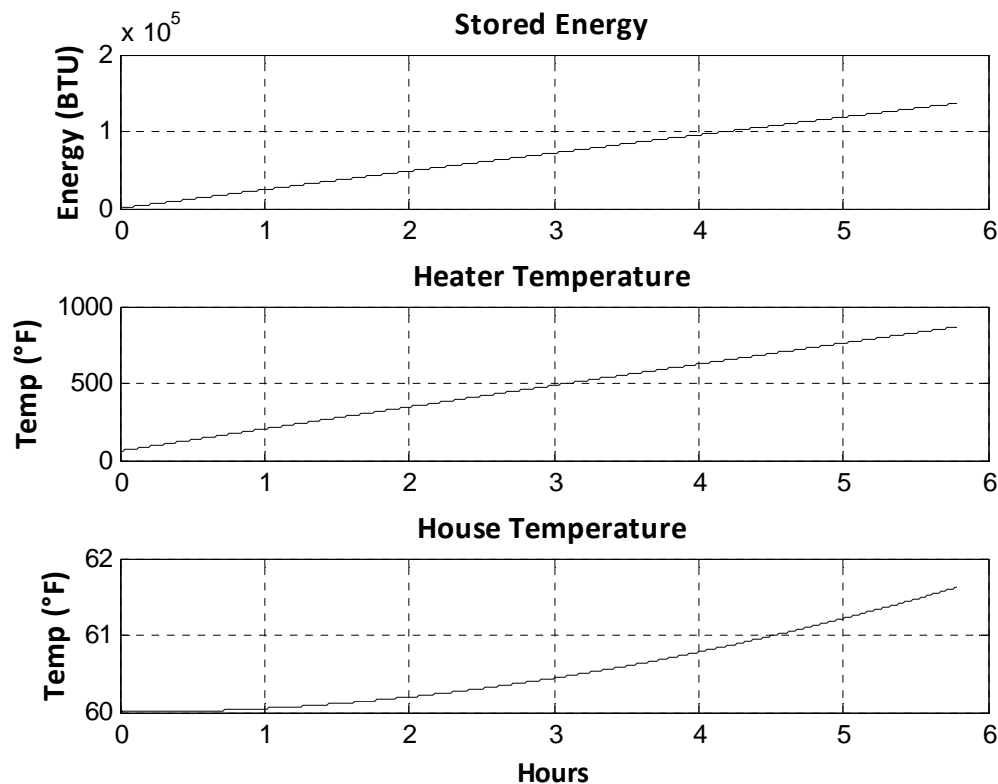 Stored Energy
x 10^5
Energy (BTU)
2
1
0
0 1 2 3 4 5 6
Heater Temperature
Temp (°F)
1000
500
0
0 1 2 3 4 5 6
House Temperature
Temp (°F)
62
61
60
0 1 2 3 4 5 6
Hours